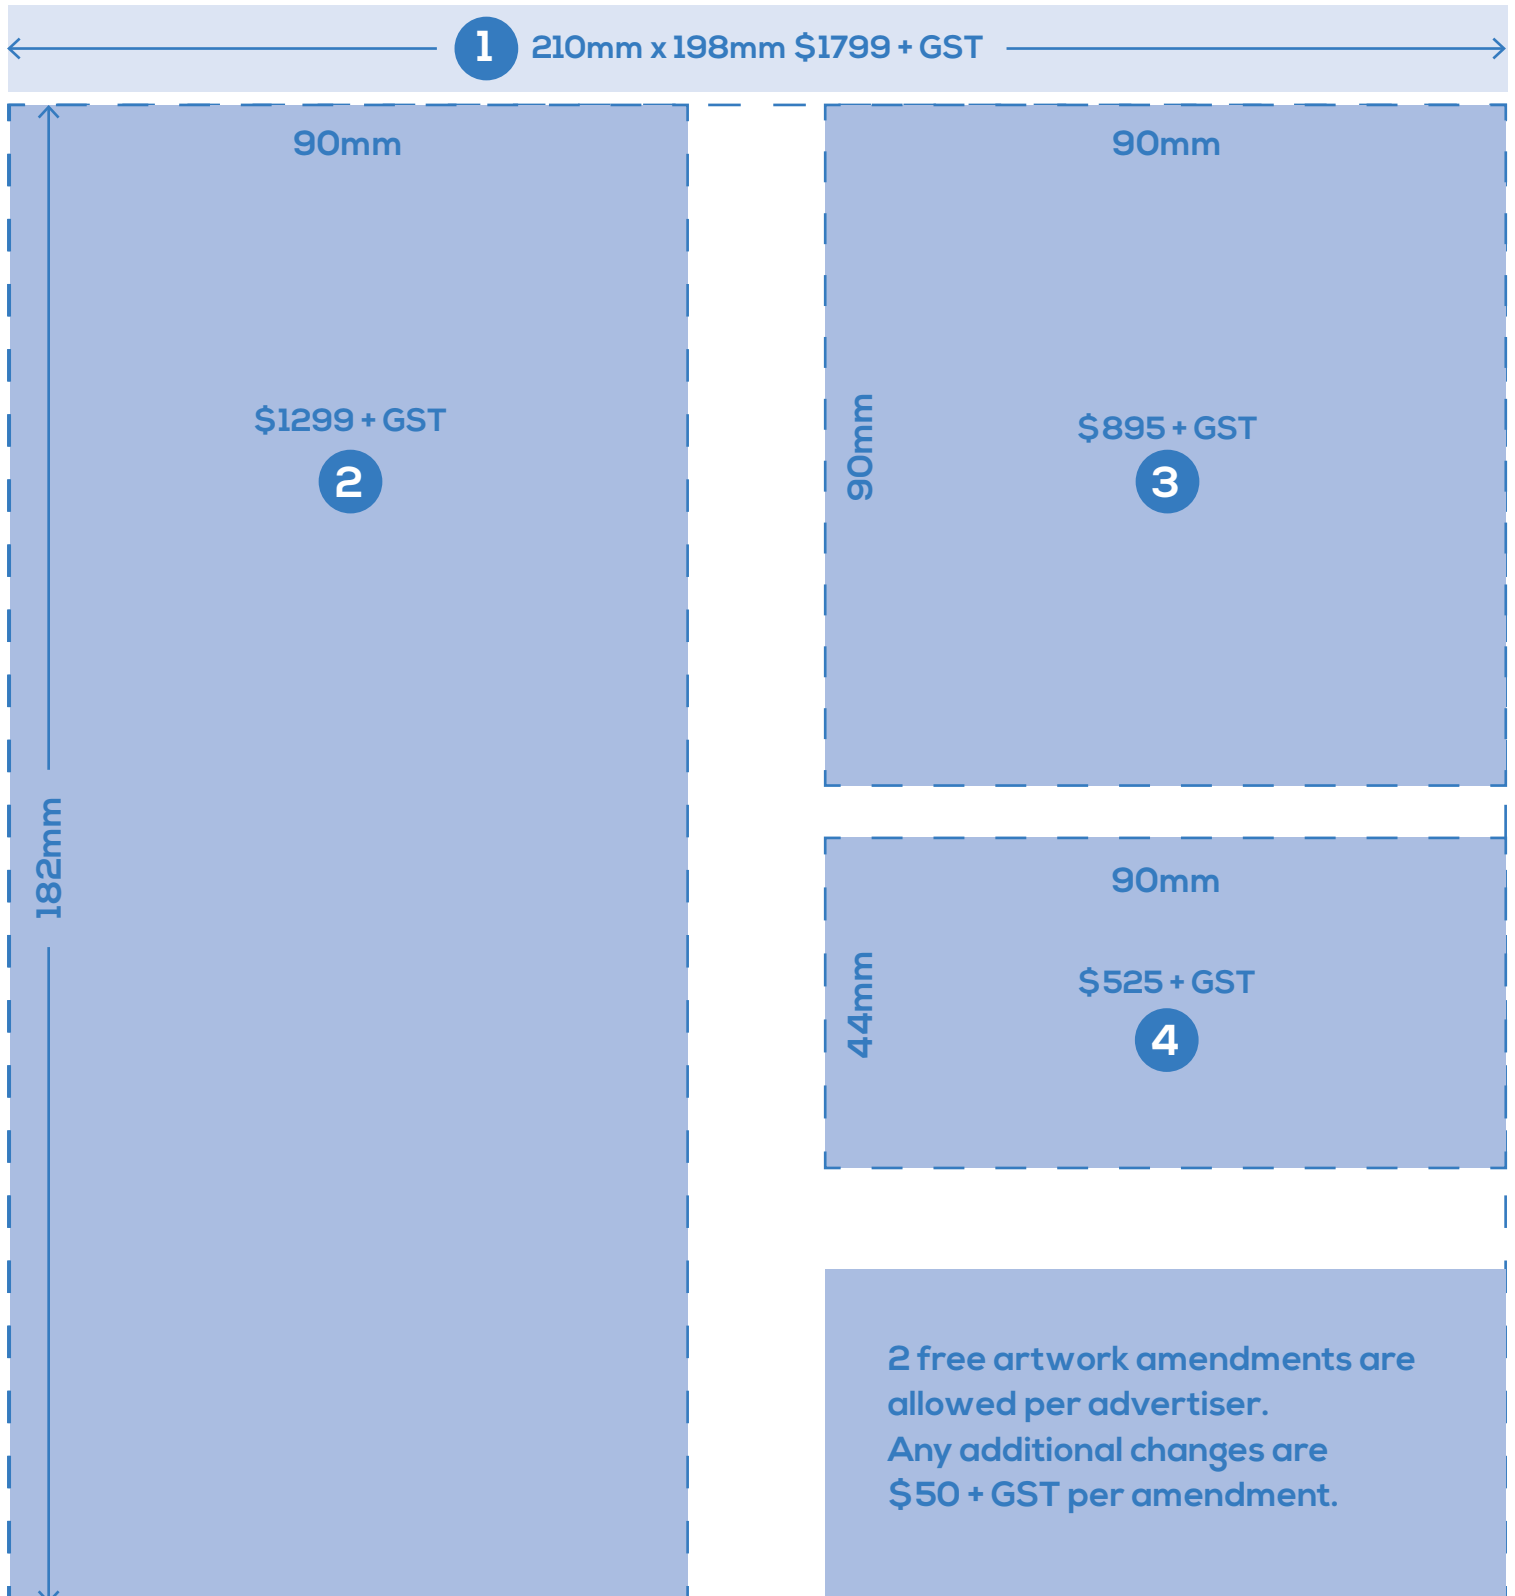 1 210mm x 198mm $1799 + GST
90mm
182mm
$1299 + GST
2
90mm
90mm
$895 + GST
3
90mm
44mm
$525 + GST
4
2 free artwork amendments are
allowed per advertiser.
Any additional changes are
$50 + GST per amendment.